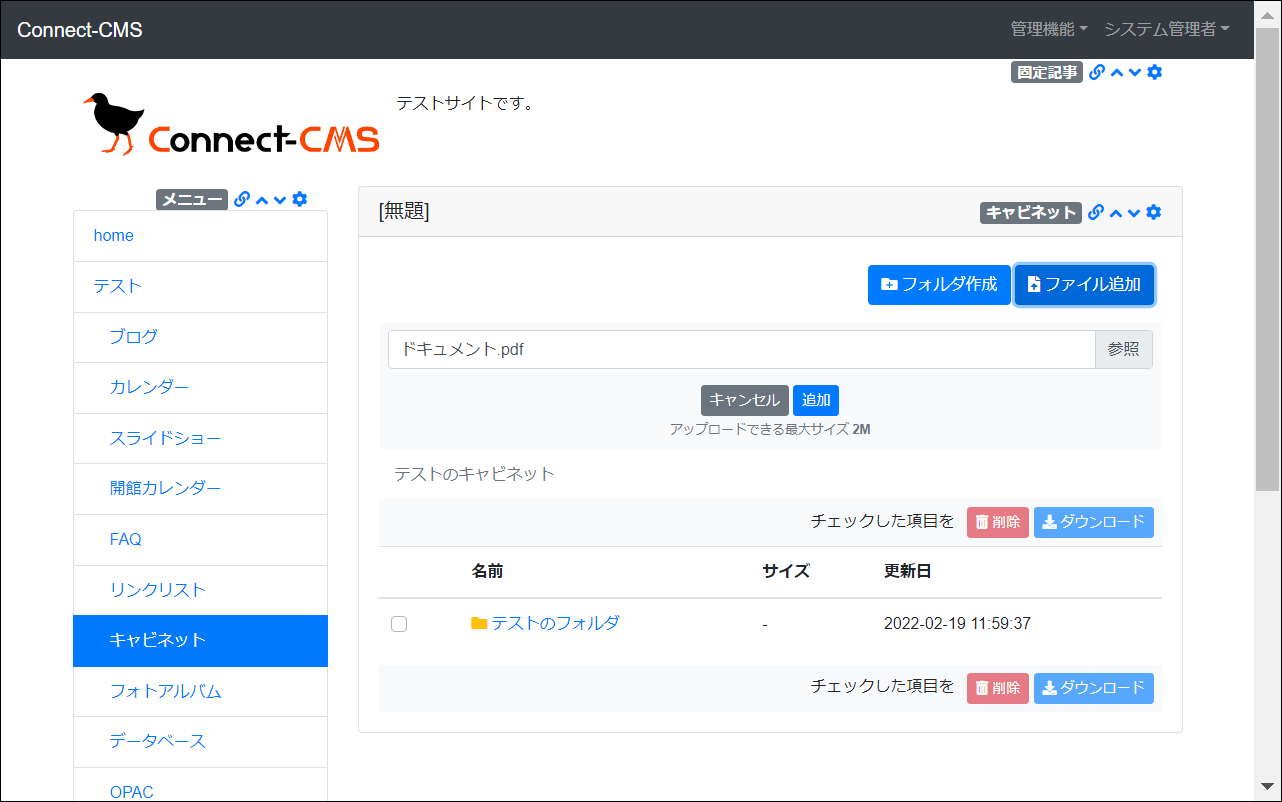 Connect-CMS
管理機能 システム管理者
固定記事
Connect-CMS
テストサイトです。
メニュー
home
テスト
ブログ
カレンダー
スライドショー
開館カレンダー
FAQ
リンクリスト
キャビネット
フォトアルバム
データベース
OPAC
[無題]
キャビネット
フォルダ作成 ファイル追加
ドキュメント.pdf 参照
キャンセル 追加
アップロードできる最大サイズ 2M
テストのキャビネット
チェックした項目を 削除 ダウンロード
名前 サイズ 更新日
テストのフォルダ - 2022-02-19 11:59:37
チェックした項目を 削除 ダウンロード